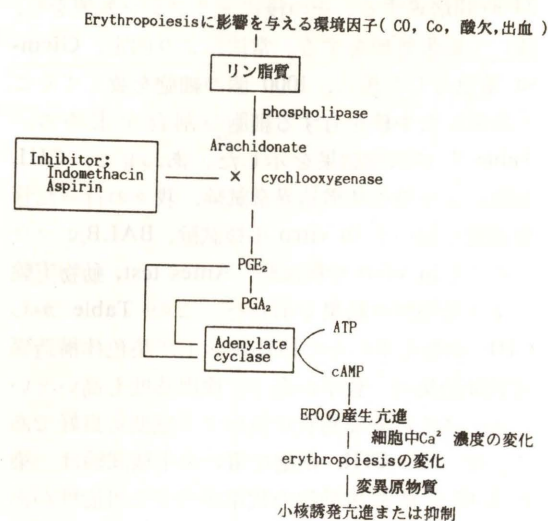 Erythropoiesisに影響を与える環境因子( CO, Co, 酸欠,出血 )
リン脂質
phospholipase
Arachidonate
Inhibitor;
Indomethacin
Aspirin
×
cychlooxygenase
PGE₂
PGA₂
Adenylate
cyclase
ATP
cAMP
EPOの産生亢進
細胞中Ca² 濃度の変化
erythropoiesisの変化
変異原物質
小核誘発亢進または抑制